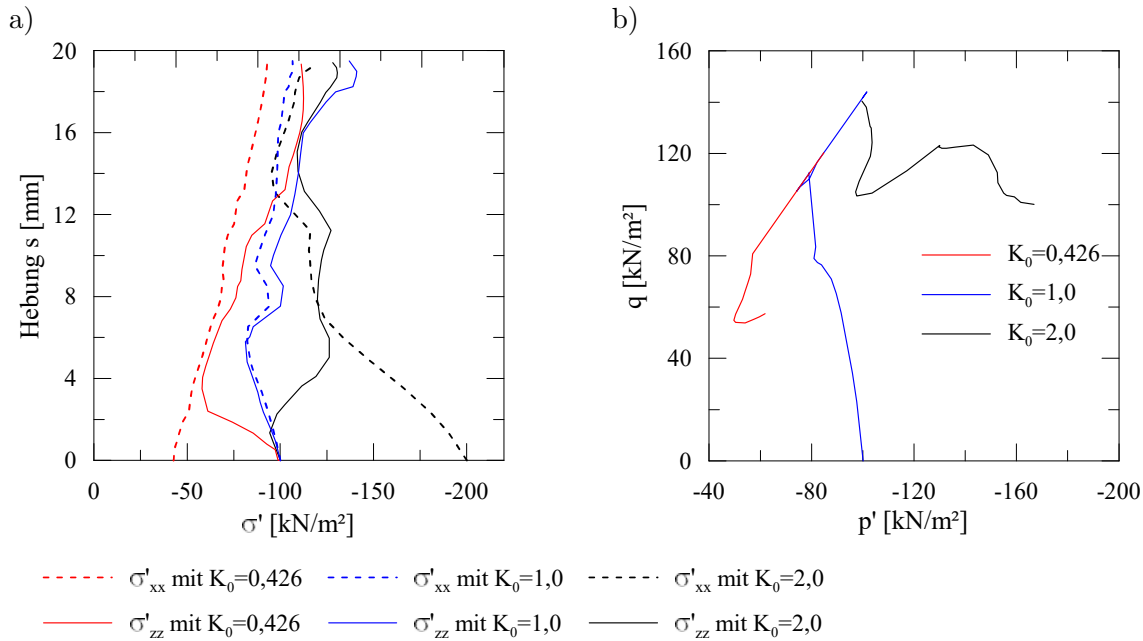 a)
b)
20
16
12
8
4
0
Hebung s [mm]
0
-50
-100
-150
-200
σ' [kN/m²]
160
120
80
40
0
q [kN/m²]
K₀=0,426
K₀=1,0
K₀=2,0
-40
-80
-120
-160
-200
p' [kN/m²]
σ'xx mit K₀=0,426
σ'xx mit K₀=1,0
σ'xx mit K₀=2,0
σ'zz mit K₀=0,426
σ'zz mit K₀=1,0
σ'zz mit K₀=2,0